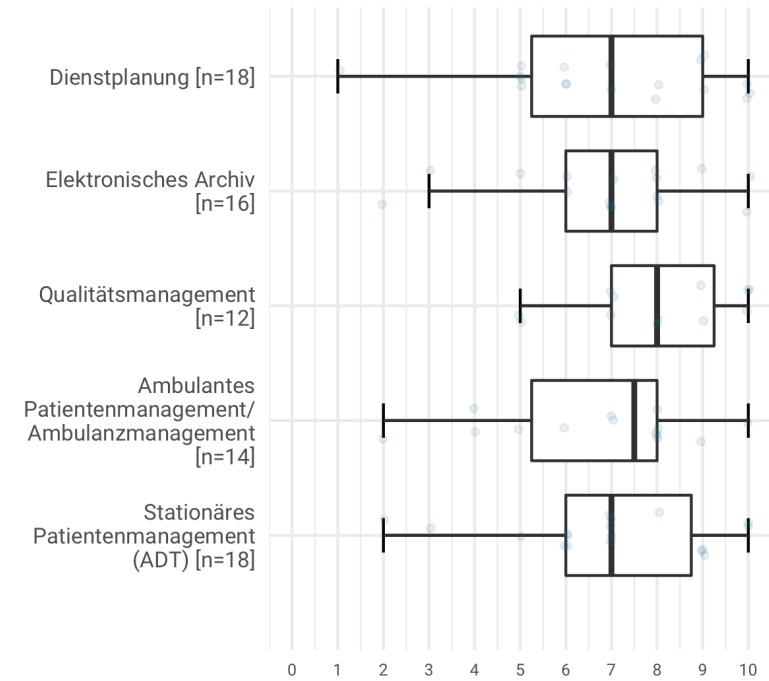 Dienstplanung [n=18]
Elektronisches Archiv
[n=16]
Qualitätsmanagement
[n=12]
Ambulantes
Patientenmanagement/
Ambulanzmanagement
[n=14]
Stationäres
Patientenmanagement
(ADT) [n=18]
0 1 2 3 4 5 6 7 8 9 10